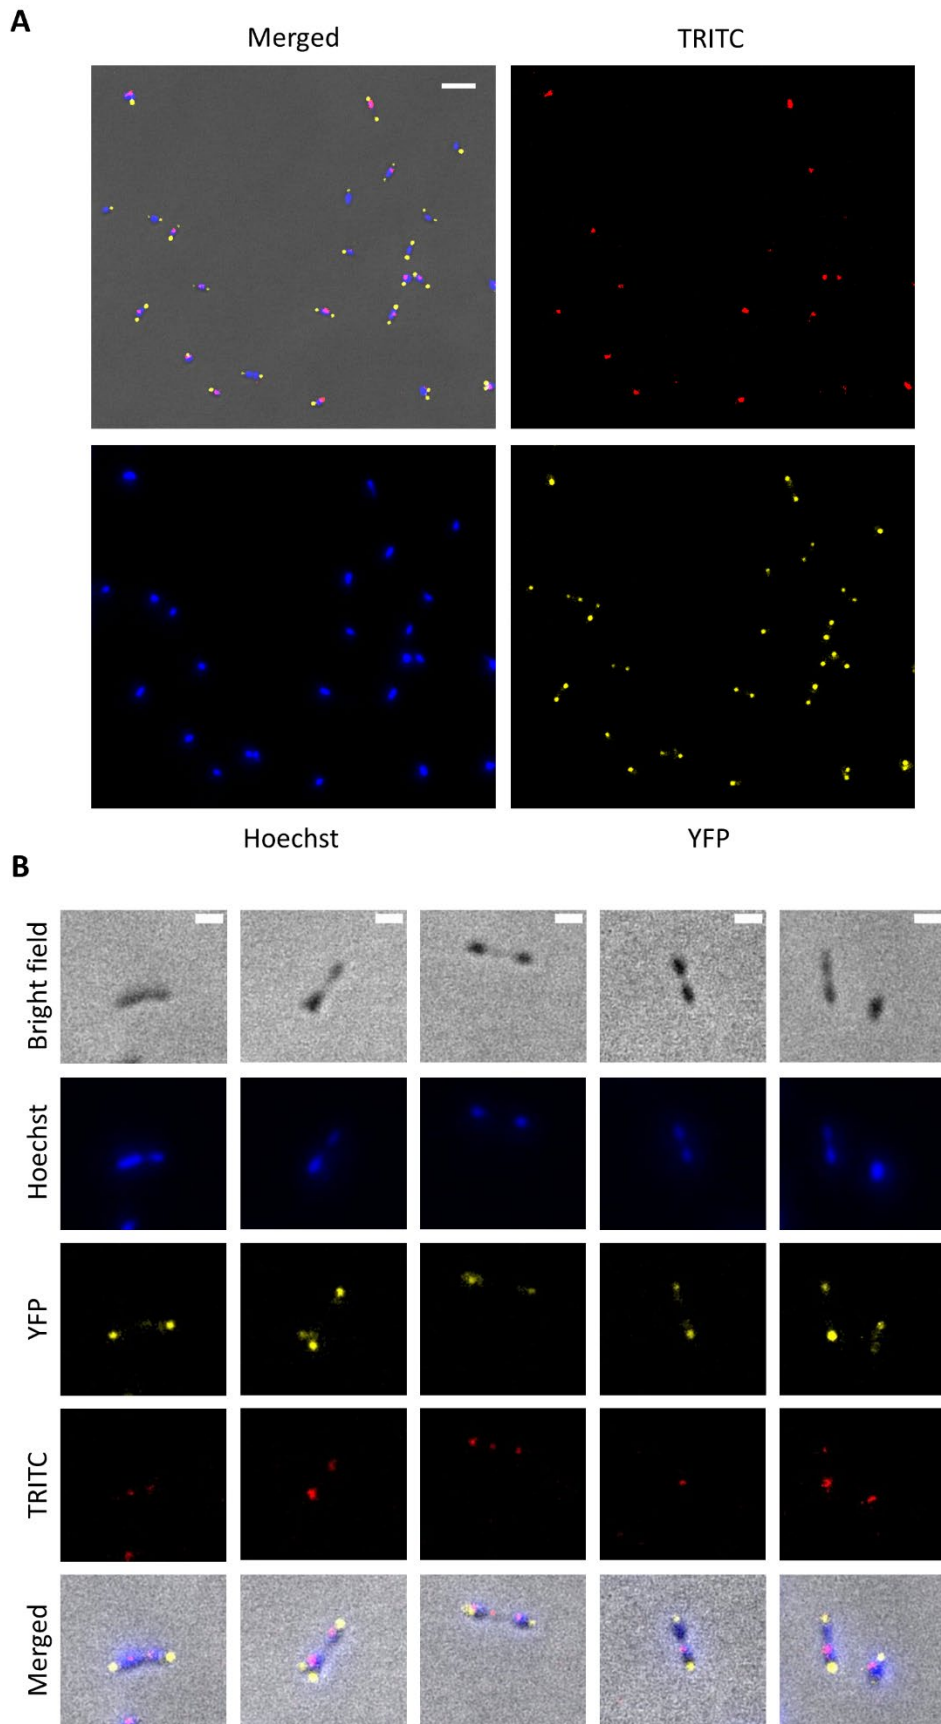 A
Merged TRITC
Hoechst YFP
B
Bright field
Hoechst
YFP
TRITC
Merged